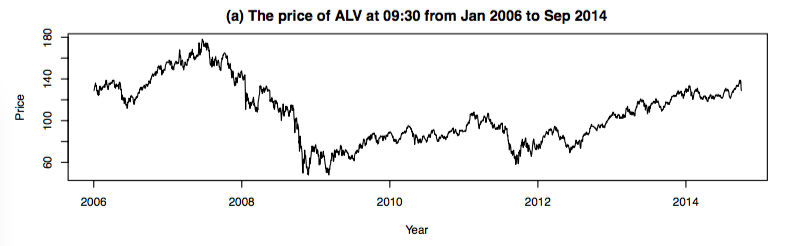 (a) The price of ALV at 09:30 from Jan 2006 to Sep 2014
Price
180
140
100
60
2006 2008 2010 2012 2014
Year